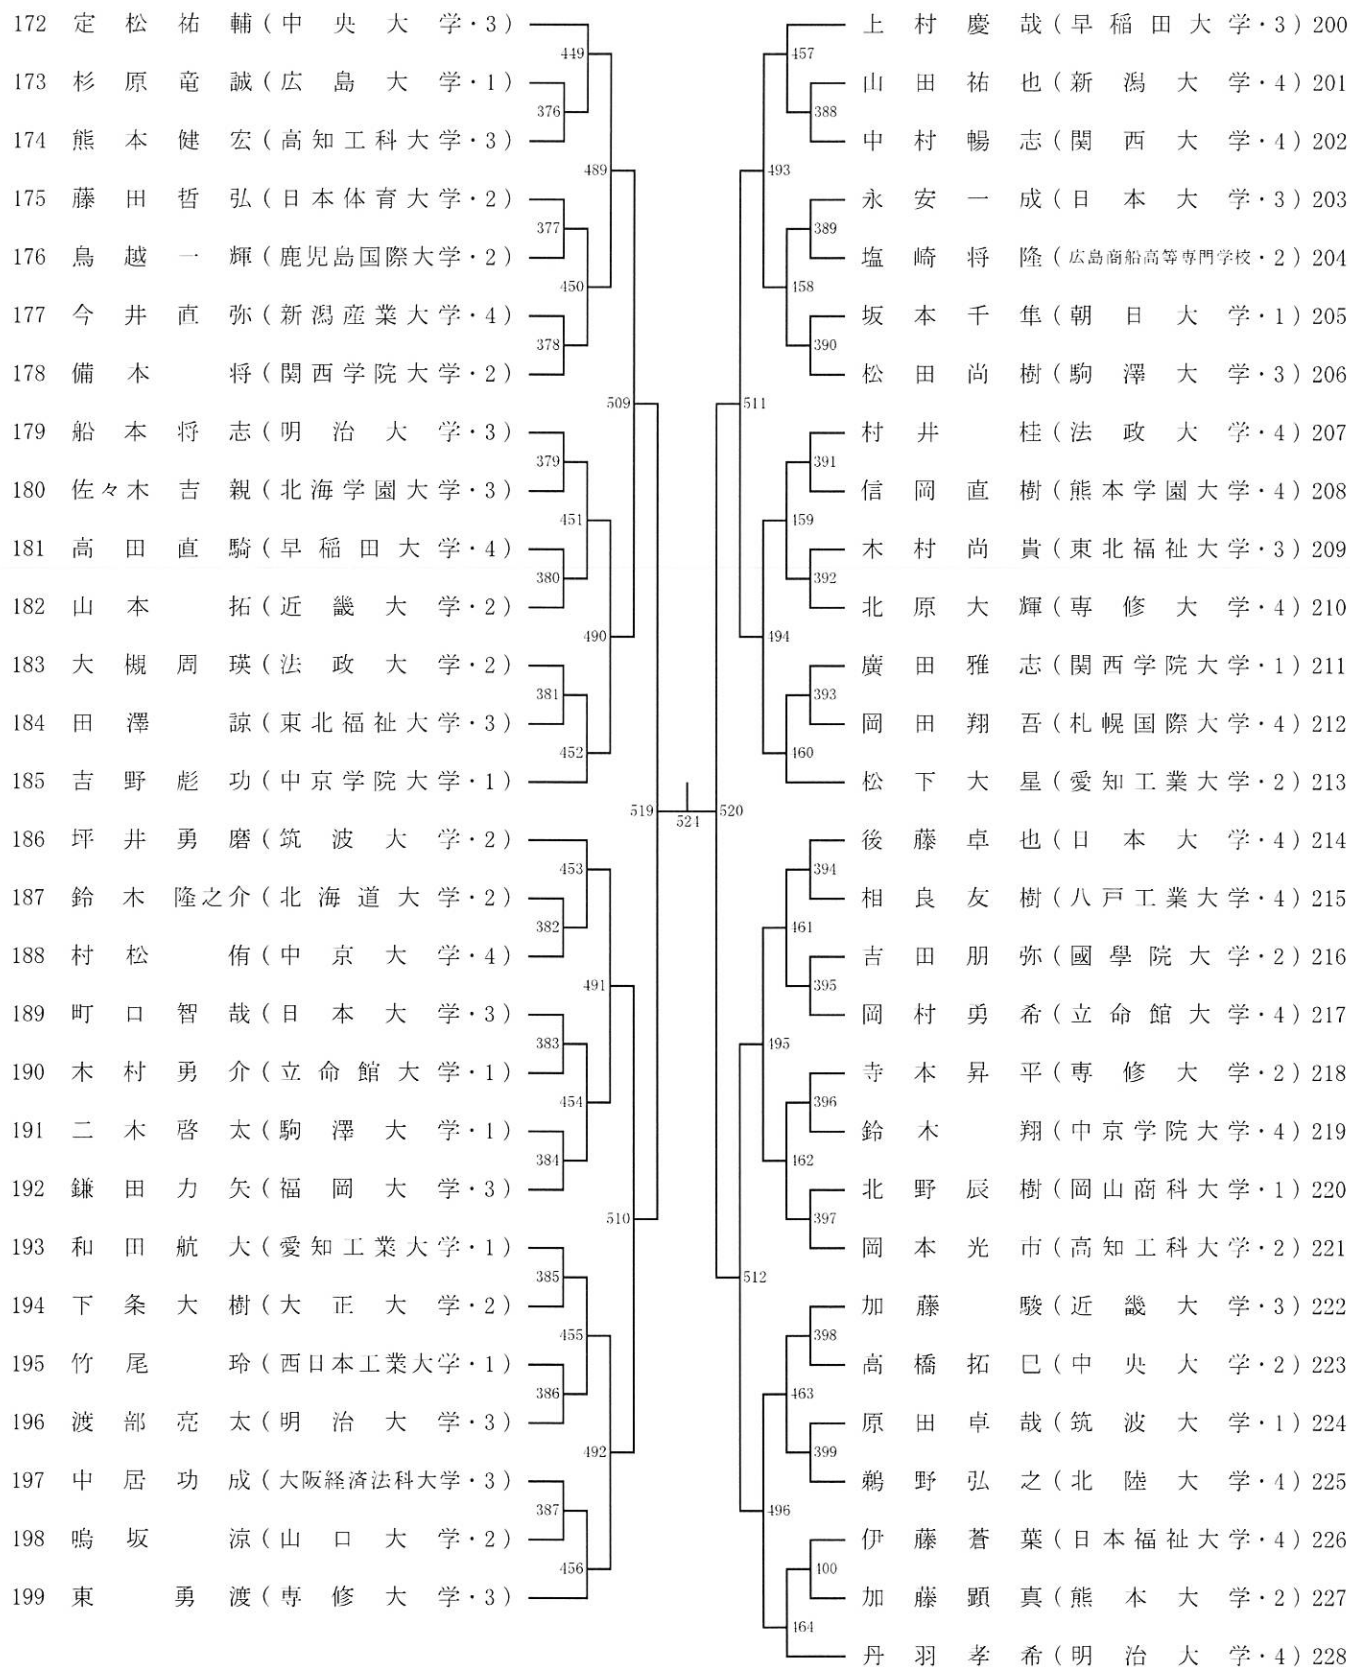 172 定松祐輔(中央大学・3)
449
173 杉原竜誠(広島大学・1)
376
174 熊本健宏(高知工科大学・3)
489
175 藤田哲弘(日本体育大学・2)
377
176 鳥越一輝(鹿児島国際大学・2)
450
177 今井直弥(新潟産業大学・4)
378
178 備本将(関西学院大学・2)
509
179 船本将志(明治大学・3)
379
180 佐々木吉親(北海学園大学・3)
451
181 高田直騎(早稲田大学・4)
380
182 山本拓(近畿大学・2)
490
183 大槻周瑛(法政大学・2)
381
184 田澤諒(東北福祉大学・3)
452
185 吉野彪功(中京学院大学・1)
519
186 坪井勇磨(筑波大学・2)
453
187 鈴木隆之介(北海道大学・2)
382
188 村松侑(中京大学・4)
491
189 町口智哉(日本大学・3)
383
190 木村勇介(立命館大学・1)
454
191 二木啓太(駒澤大学・1)
384
192 鎌田力矢(福岡大学・3)
510
193 和田航大(愛知工業大学・1)
385
194 下条大樹(大正大学・2)
455
195 竹尾玲(西日本工業大学・1)
386
196 渡部亮太(明治大学・3)
492
197 中居功成(大阪経済法科大学・3)
387
198 嶋坂涼(山口大学・2)
456
199 東勇渡(専修大学・3)
524
上村慶哉(早稲田大学・3) 200
457
山田祐也(新潟大学・4) 201
388
中村暢志(関西大学・4) 202
493
永安一成(日本大学・3) 203
389
塩崎将隆(広島商船高等専門学校・2) 204
458
坂本千隼(朝日大学・1) 205
390
松田尚樹(駒澤大学・3) 206
511
村井桂(法政大学・4) 207
391
信岡直樹(熊本学園大学・4) 208
459
木村尚貴(東北福祉大学・3) 209
392
北原大輝(専修大学・4) 210
494
廣田雅志(関西学院大学・1) 211
393
岡田翔吾(札幌国際大学・4) 212
460
松下大星(愛知工業大学・2) 213
520
後藤卓也(日本大学・4) 214
394
相良友樹(八戸工業大学・4) 215
461
吉田朋弥(國學院大学・2) 216
395
岡村勇希(立命館大学・4) 217
495
寺本昇平(専修大学・2) 218
396
鈴木翔(中京学院大学・4) 219
462
北野辰樹(岡山商科大学・1) 220
397
岡本光市(高知工科大学・2) 221
512
加藤駿(近畿大学・3) 222
398
高橋拓巳(中央大学・2) 223
463
原田卓哉(筑波大学・1) 224
399
鵜野弘之(北陸大学・4) 225
496
伊藤蒼葉(日本福祉大学・4) 226
400
加藤顕真(熊本大学・2) 227
464
丹羽孝希(明治大学・4) 228